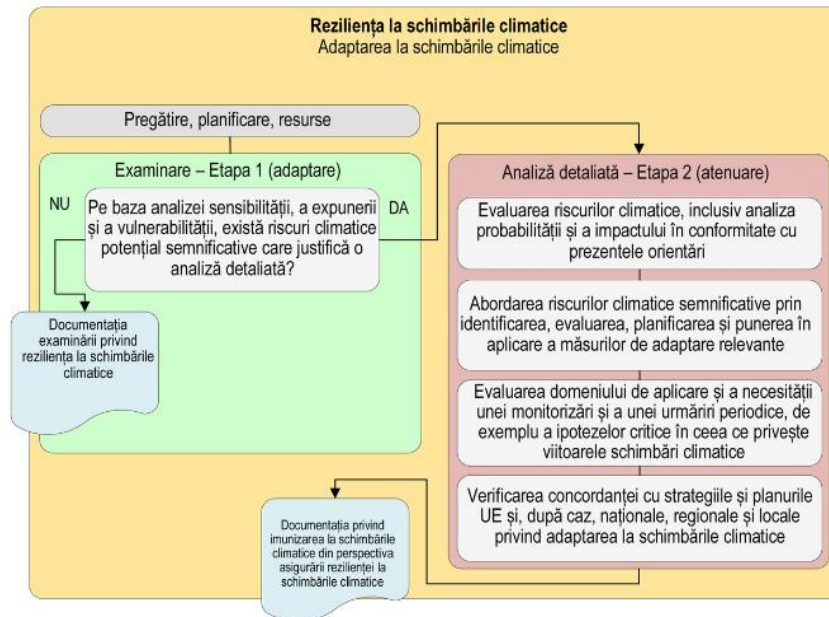 Reziliența la schimbările climatice
Adaptarea la schimbările climatice
Pregătire, planificare, resurse
Examinare – Etapa 1 (adaptare)
NU
DA
Pe baza analizei sensibilității, a expunerii
și a vulnerabilității, există riscuri climatice
potențial semnificative care justifică o
analiză detaliată?
Documentația
examinării privind
reziliența la schimbările
climatice
Analiză detaliată – Etapa 2 (atenuare)
Evaluarea riscurilor climatice, inclusiv analiza
probabilității și a impactului în conformitate cu
prezentele orientări
Abordarea riscurilor climatice semnificative prin
identificarea, evaluarea, planificarea și punerea în
aplicare a măsurilor de adaptare relevante
Evaluarea domeniului de aplicare și a necesității
unei monitorizări și a unei urmăriri periodice, de
exemplu a ipotezelor critice în ceea ce privește
viitoarele schimbări climatice
Verificarea concordanței cu strategiile și planurile
UE și, după caz, naționale, regionale și locale
privind adaptarea la schimbările climatice
Documentația privind
imunizarea la schimbările
climatice din perspectiva
asigurării rezilienței la
schimbările climatice